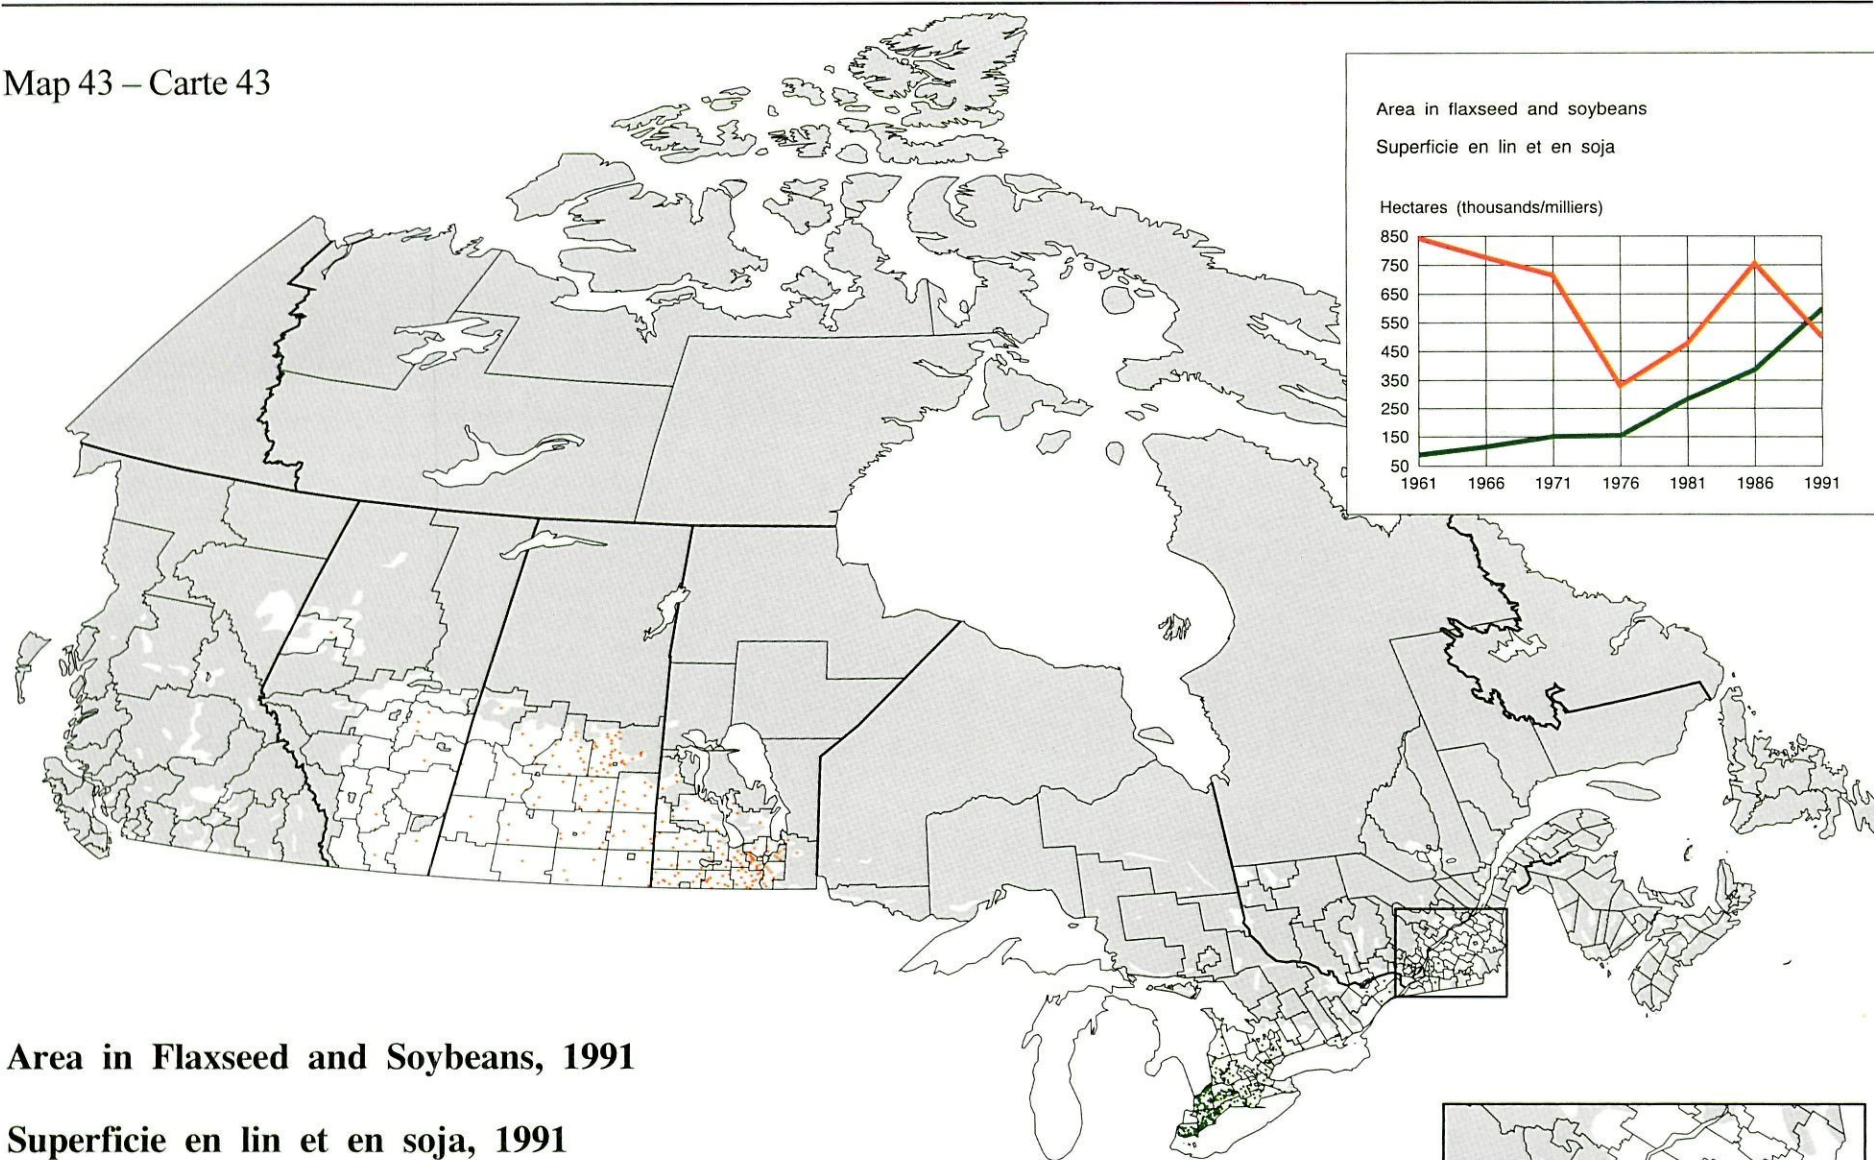 Map 43 – Carte 43
Area in flaxseed and soybeans
Superficie en lin et en soja
Hectares (thousands/milliers)
850
750
650
550
450
350
250
150
50
1961 1966 1971 1976 1981 1986 1991
Area in Flaxseed and Soybeans, 1991
Superficie en lin et en soja, 1991